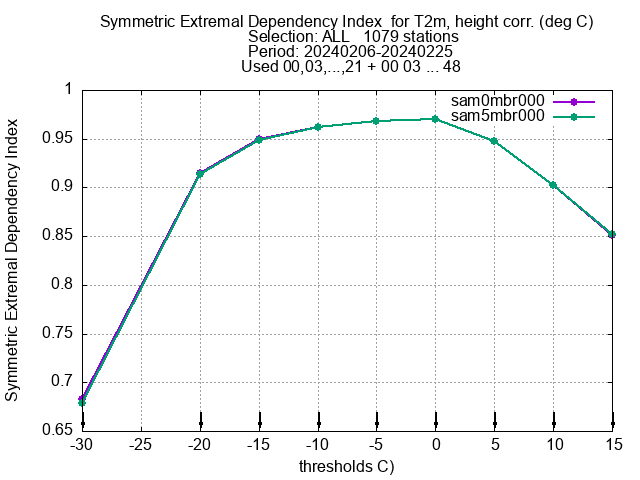 Symmetric Extremal Dependency Index  for T2m, height corr. (deg C)
Selection: ALL   1079 stations
Period: 20240206-20240225
Used 00,03,...,21 + 00 03 ... 48
sam0mbr000
sam5mbr000
Symmetric Extremal Dependency Index
1
0.95
0.9
0.85
0.8
0.75
0.7
0.65
-30 -25 -20 -15 -10 -5 0 5 10 15
thresholds C)